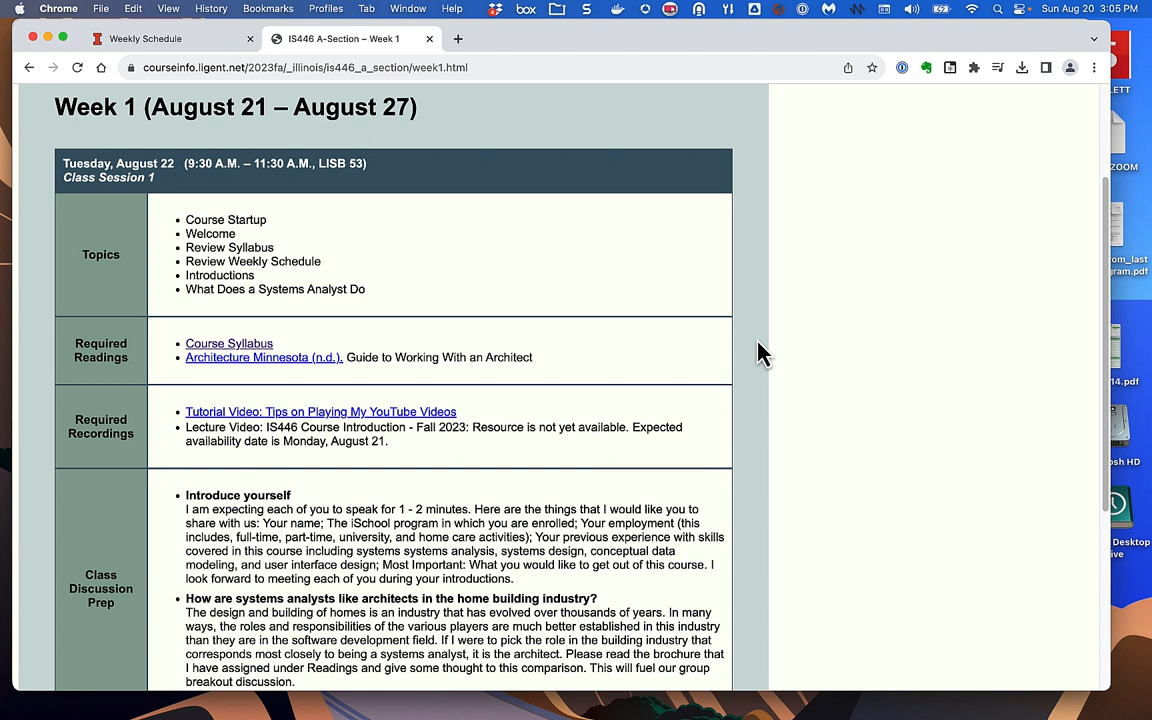 Chrome File Edit View History Bookmarks Profiles Tab Window Help box Sun Aug 20 3:05 PM
Weekly Schedule IS446 A-Section – Week 1
courseinfo.ligent.net/2023fa/_illinois/is446_a_section/week1.html
Week 1 (August 21 – August 27)
Tuesday, August 22 (9:30 A.M. – 11:30 A.M., LISB 53)
Class Session 1
Topics
• Course Startup
• Welcome
• Review Syllabus
• Review Weekly Schedule
• Introductions
• What Does a Systems Analyst Do
Required
Readings
• Course Syllabus
• Architecture Minnesota (n.d.). Guide to Working With an Architect
Required
Recordings
• Tutorial Video: Tips on Playing My YouTube Videos
• Lecture Video: IS446 Course Introduction - Fall 2023: Resource is not yet available. Expected
availability date is Monday, August 21.
Class
Discussion
Prep
• Introduce yourself
I am expecting each of you to speak for 1 - 2 minutes. Here are the things that I would like you to
share with us: Your name; The iSchool program in which you are enrolled; Your employment (this
includes, full-time, part-time, university, and home care activities); Your previous experience with skills
covered in this course including systems systems analysis, systems design, conceptual data
modeling, and user interface design; Most Important: What you would like to get out of this course. I
look forward to meeting each of you during your introductions.
• How are systems analysts like architects in the home building industry?
The design and building of homes is an industry that has evolved over thousands of years. In many
ways, the roles and responsibilities of the various players are much better established in this industry
than they are in the software development field. If I were to pick the role in the building industry that
corresponds most closely to being a systems analyst, it is the architect. Please read the brochure that
I have assigned under Readings and give some thought to this comparison. This will fuel our group
breakout discussion.
LETT
ZOOM
om_last
gram.pdf
14.pdf
osh HD
Desktop
ive